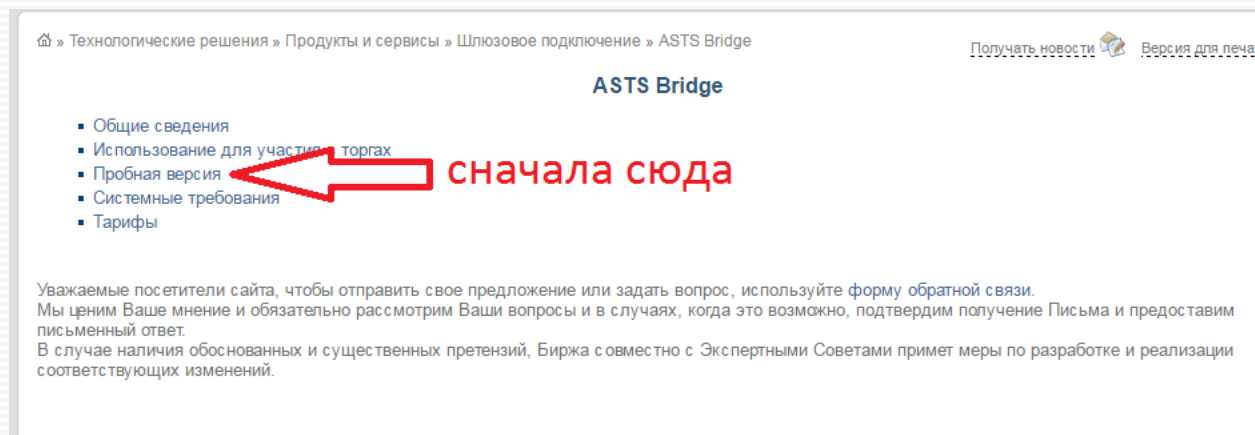 » Технологические решения » Продукты и сервисы » Шлюзовое подключение » ASTS Bridge
Получать новости Версия для печа
ASTS Bridge
Общие сведения
Использование для участия торгах
Пробная версия
сначала сюда
Системные требования
Тарифы
Уважаемые посетители сайта, чтобы отправить свое предложение или задать вопрос, используйте форму обратной связи.
Мы ценим Ваше мнение и обязательно рассмотрим Ваши вопросы и в случаях, когда это возможно, подтвердим получение Письма и предоставим
письменный ответ.
В случае наличия обоснованных и существенных претензий, Биржа совместно с Экспертными Советами примет меры по разработке и реализации
соответствующих изменений.